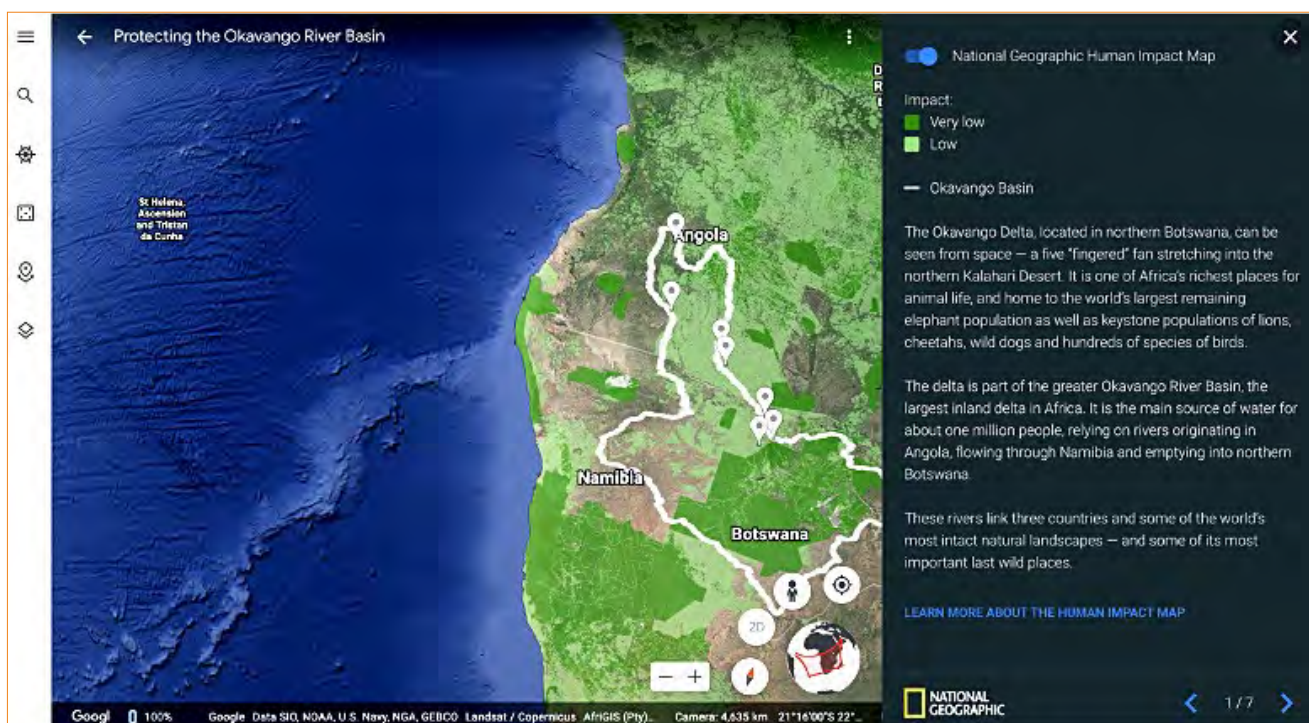 Protecting the Okavango River Basin
St Helena,
Ascension
and Tristan
da Cunha
Angola
Namibia
Botswana
2D
Googl 100% Google Data SIO, NOAA, U.S. Navy, NGA, GEBCO Landsat / Copernicus AfriGIS (Pty)... Camera: 4,635 km 21°16'00"S 22°...
National Geographic Human Impact Map
Impact:
Very low
Low
Okavango Basin
The Okavango Delta, located in northern Botswana, can be
seen from space — a five "fingered" fan stretching into the
northern Kalahari Desert. It is one of Africa's richest places for
animal life, and home to the world's largest remaining
elephant population as well as keystone populations of lions,
cheetahs, wild dogs and hundreds of species of birds.
The delta is part of the greater Okavango River Basin, the
largest inland delta in Africa. It is the main source of water for
about one million people, relying on rivers originating in
Angola, flowing through Namibia and emptying into northern
Botswana.
These rivers link three countries and some of the world's
most intact natural landscapes — and some of its most
important last wild places.
LEARN MORE ABOUT THE HUMAN IMPACT MAP
NATIONAL
GEOGRAPHIC
1/7